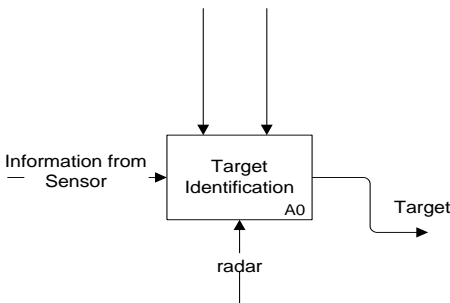 Information from
Sensor
Target
Identification
A0
Target
radar